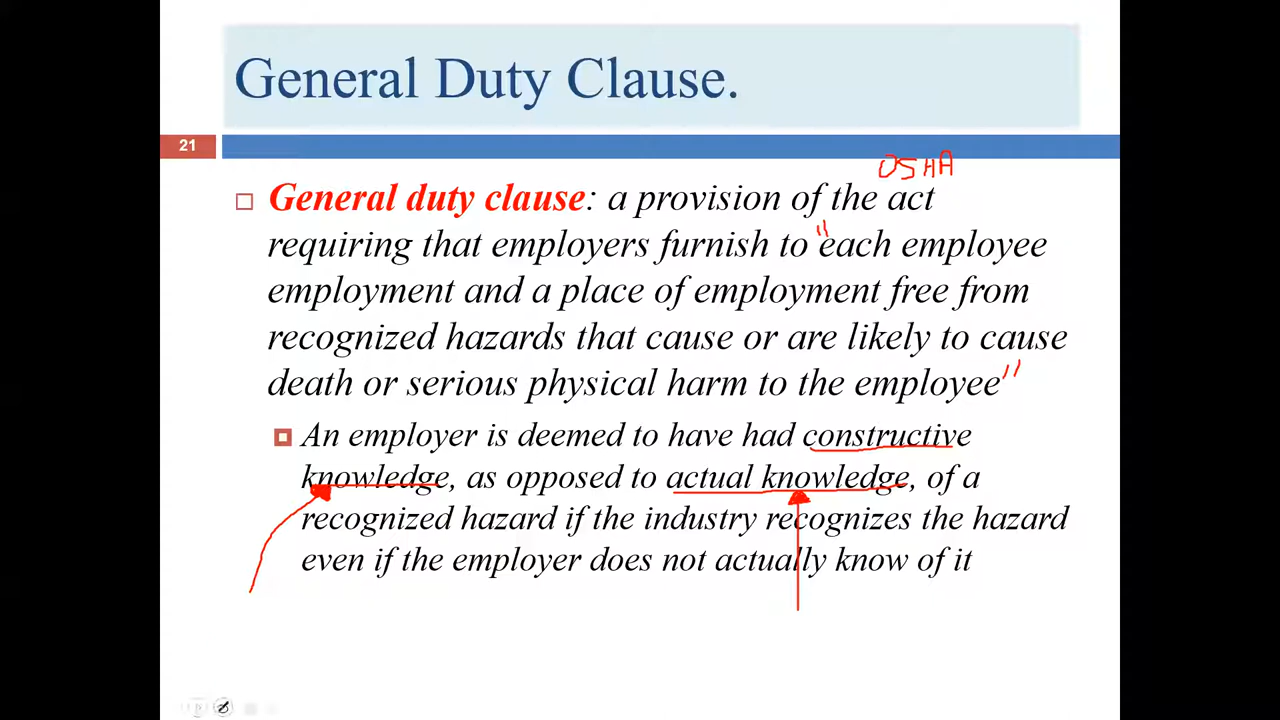 General Duty Clause.
21
OSHA
General duty clause: a provision of the act
requiring that employers furnish to "each employee
employment and a place of employment free from
recognized hazards that cause or are likely to cause
death or serious physical harm to the employee"
An employer is deemed to have had constructive
knowledge, as opposed to actual knowledge, of a
recognized hazard if the industry recognizes the hazard
even if the employer does not actually know of it